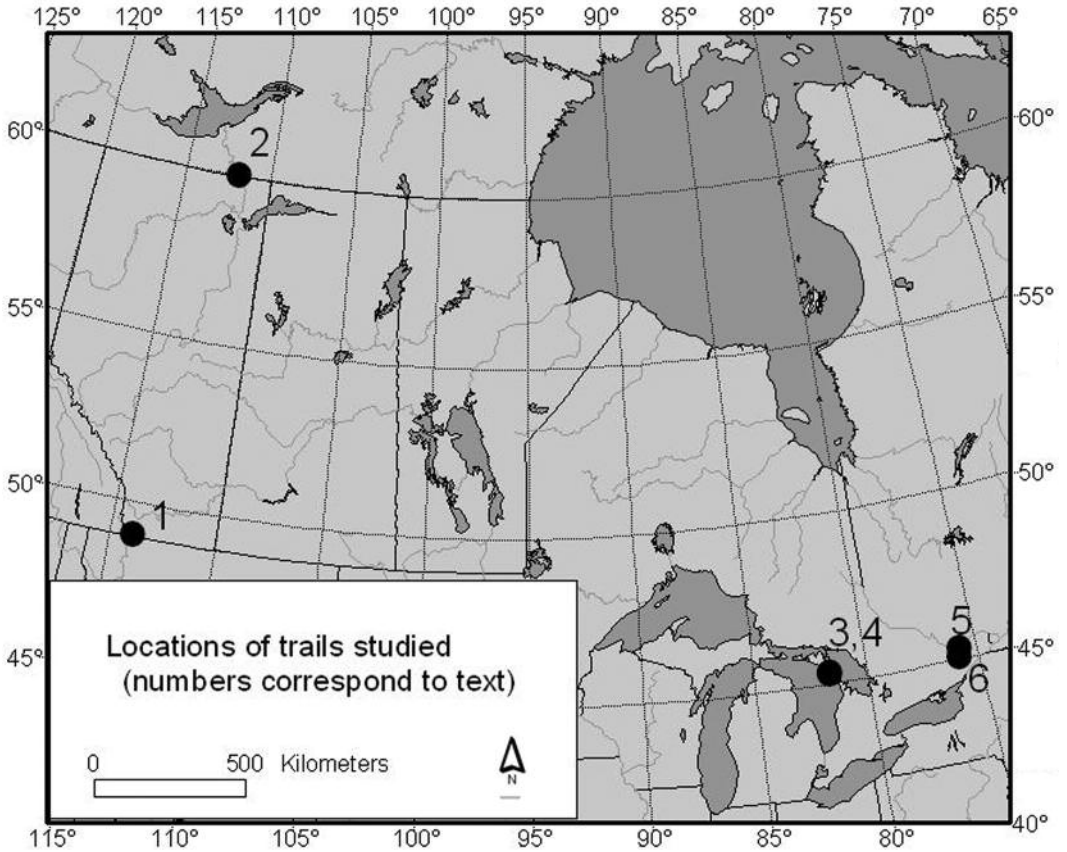 125° 120° 115° 110° 105° 100° 95° 90° 85° 80° 75° 70° 65°
60° 60°
2
55° 55°
50° 50°
1
45° 45°
3,4
5
6
Locations of trails studied
(numbers correspond to text)
0 500 Kilometers
N
40°
115° 110° 105° 100° 95° 90° 85° 80°